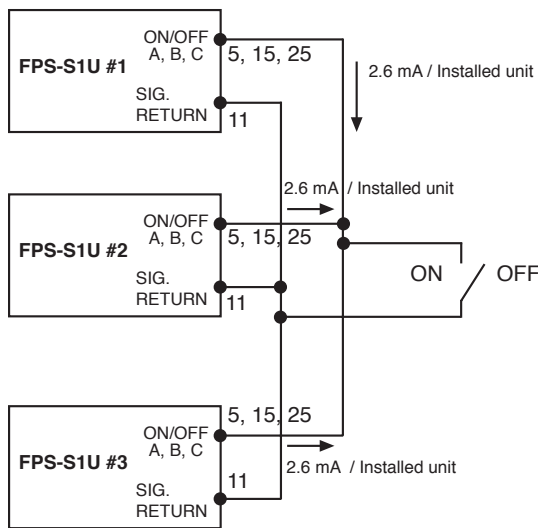 ON/OFF
A, B, C
5, 15, 25
FPS-S1U #1
2.6 mA / Installed unit
SIG.
RETURN
11
2.6 mA / Installed unit
ON/OFF
A, B, C
5, 15, 25
FPS-S1U #2
ON
OFF
SIG.
RETURN
11
5, 15, 25
ON/OFF
A, B, C
FPS-S1U #3
2.6 mA / Installed unit
11
SIG.
RETURN